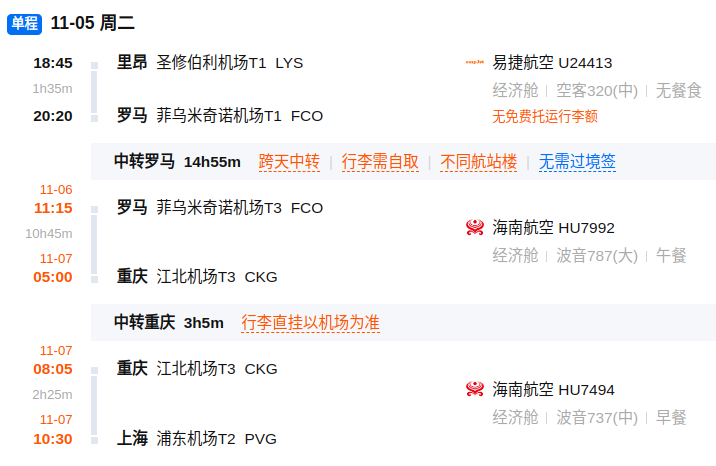 单程 11-05 周二
18:45 里昂 圣修伯利机场T1 LYS
易捷航空 U24413
1h35m
经济舱 | 空客320(中) | 无餐食
20:20 罗马 菲乌米奇诺机场T1 FCO
无免费托运行李额
中转罗马 14h55m 跨天中转 | 行李需自取 | 不同航站楼 | 无需过境签
11-06
11:15 罗马 菲乌米奇诺机场T3 FCO
海南航空 HU7992
10h45m
经济舱 | 波音787(大) | 午餐
11-07
05:00 重庆 江北机场T3 CKG
中转重庆 3h5m 行李直挂以机场为准
11-07
08:05 重庆 江北机场T3 CKG
海南航空 HU7494
2h25m
经济舱 | 波音737(中) | 早餐
11-07
10:30 上海 浦东机场T2 PVG